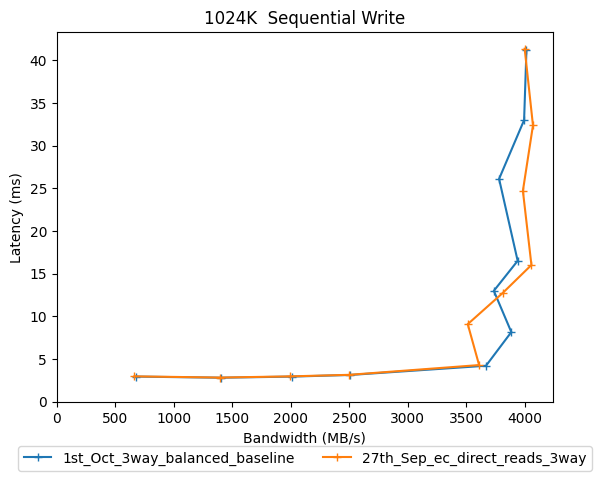 1024K  Sequential Write
Latency (ms)
40
35
30
25
20
15
10
5
0
0 500 1000 1500 2000 2500 3000 3500 4000
Bandwidth (MB/s)
1st_Oct_3way_balanced_baseline 27th_Sep_ec_direct_reads_3way